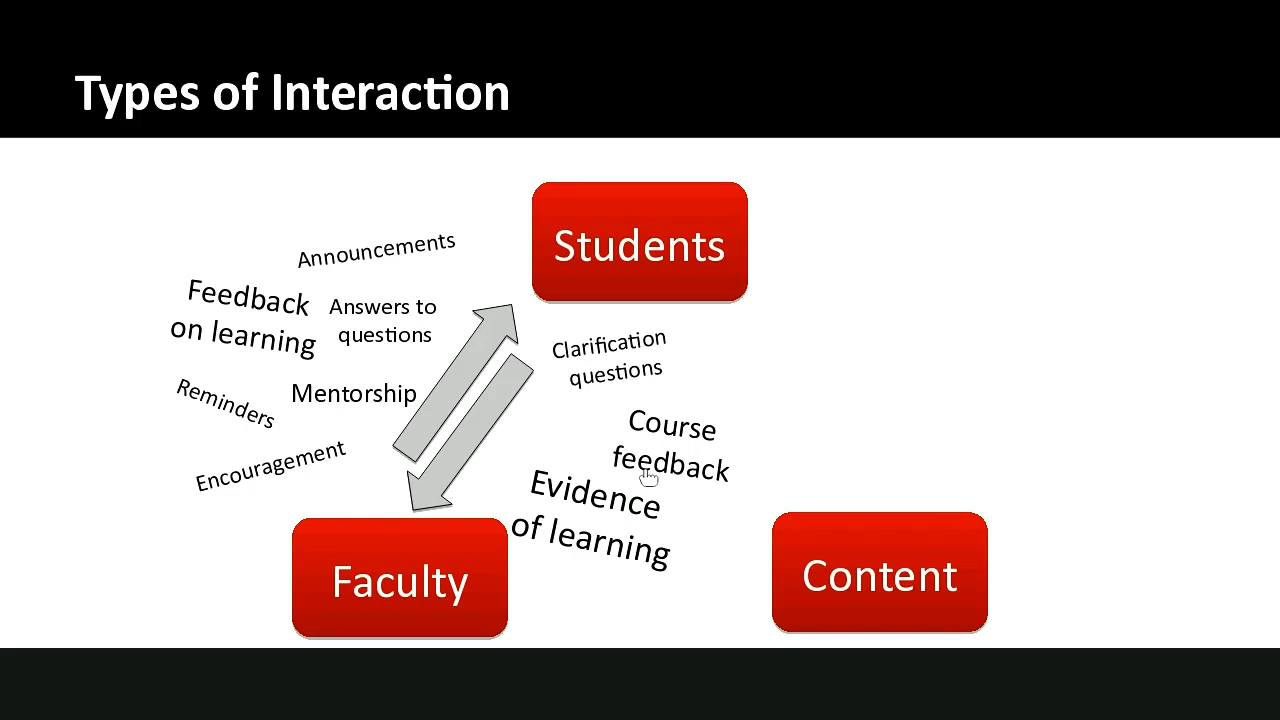 Types of Interaction
Students
Announcements
Feedback
on learning
Answers to
questions
Clarification
questions
Reminders
Mentorship
Course
feedback
Encouragement
Evidence
of learning
Faculty
Content